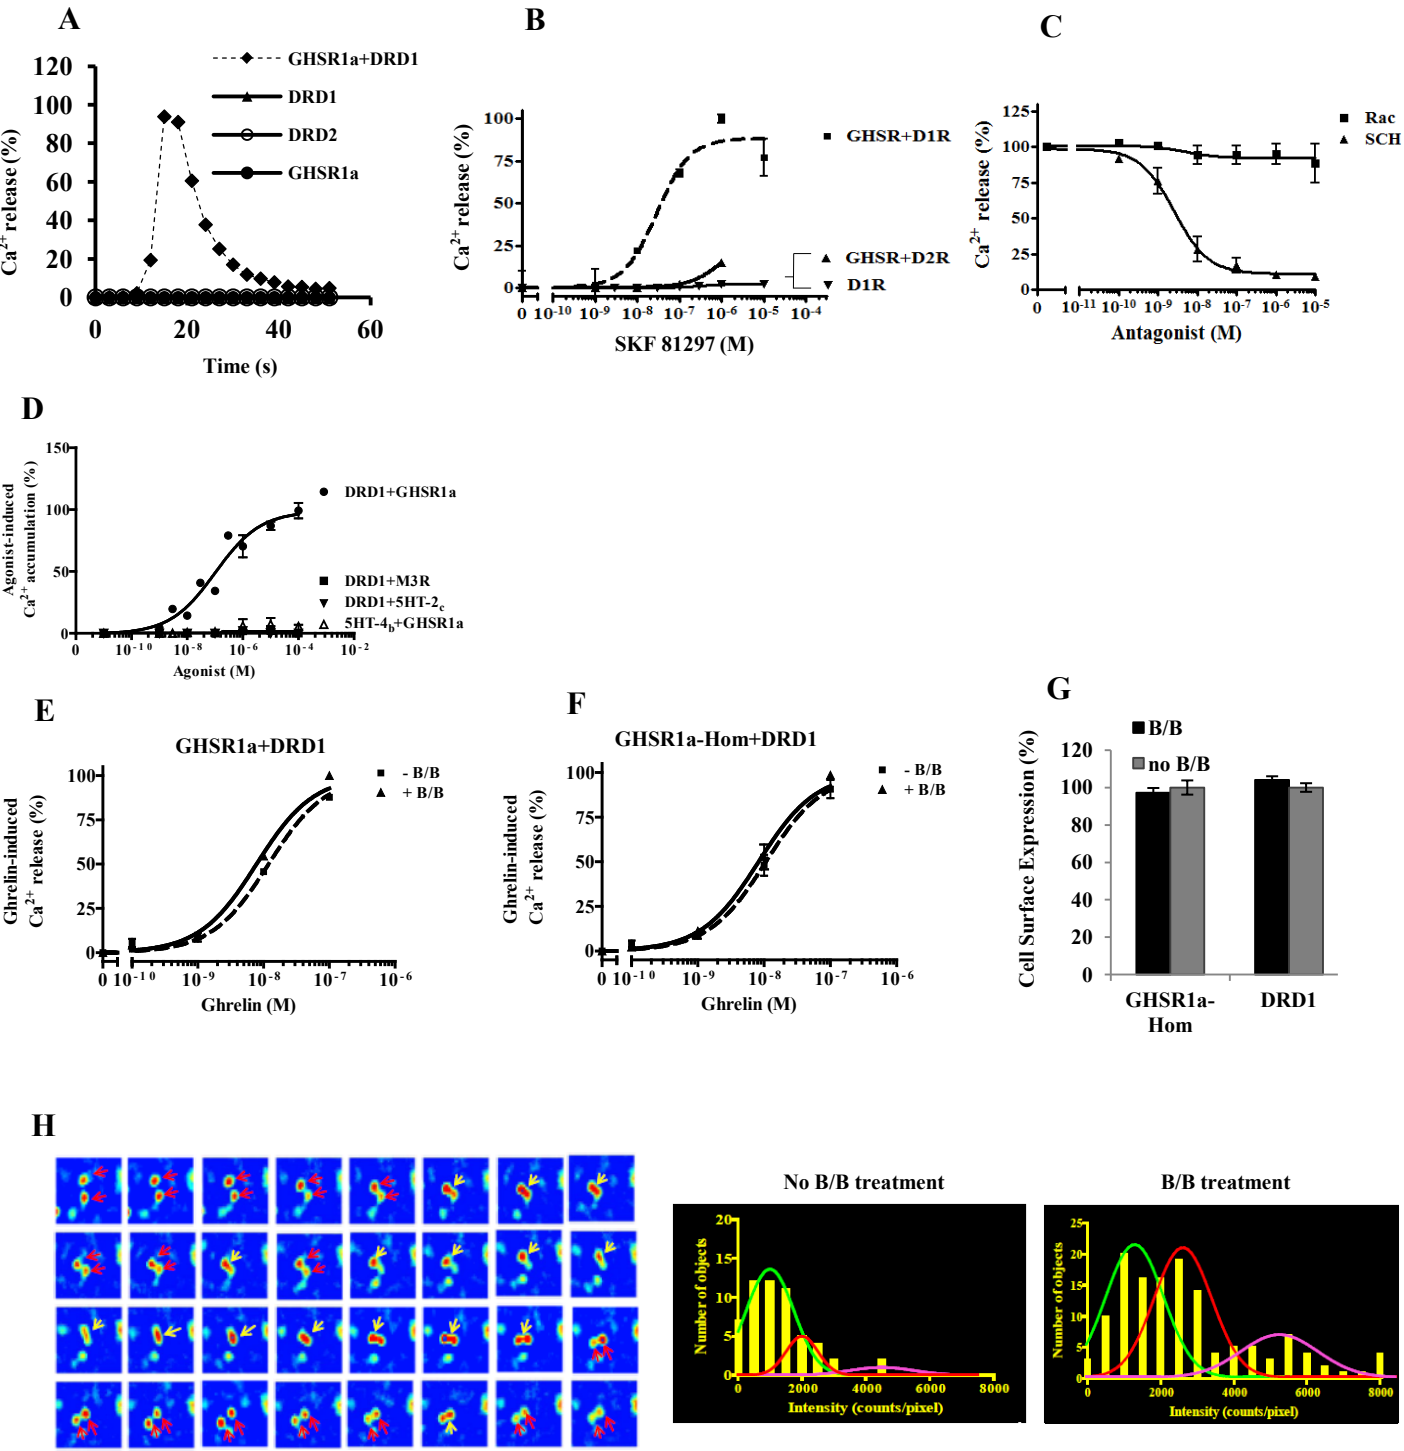 A
Ca2+ release (%)
120
100
80
60
40
20
0
0 20 40 60
Time (s)
GHSR1a+DRD1
DRD1
DRD2
GHSR1a
B
Ca2+ release (%)
100
75
50
25
0
0 10-10 10-9 10-8 10-7 10-6 10-5 10-4
SKF 81297 (M)
GHSR+D1R
GHSR+D2R
D1R
C
Ca2+ release (%)
125
100
75
50
25
0
0 10-11 10-10 10-9 10-8 10-7 10-6 10-5
Antagonist (M)
Rac
SCH
D
Agonist-induced
Ca2+ accumulation (%)
150
100
50
0
0 10-10 10-8 10-6 10-4 10-2
Agonist (M)
DRD1+GHSR1a
DRD1+M3R
DRD1+5HT-2c
5HT-4b+GHSR1a
E
GHSR1a+DRD1
Ghrelin-induced
Ca2+ release (%)
100
75
50
25
0
0 10-10 10-9 10-8 10-7 10-6
Ghrelin (M)
- B/B
+ B/B
F
GHSR1a-Hom+DRD1
Ghrelin-induced
Ca2+ release (%)
100
75
50
25
0
0 10-10 10-9 10-8 10-7 10-6
Ghrelin (M)
- B/B
+ B/B
G
Cell Surface Expression (%)
B/B
no B/B
120
100
80
60
40
20
0
GHSR1a-
Hom
DRD1
H
No B/B treatment
Number of objects
20
15
10
5
0
0 2000 4000 6000 8000
Intensity (counts/pixel)
B/B treatment
Number of objects
25
20
15
10
5
0
0 2000 4000 6000 8000
Intensity (counts/pixel)